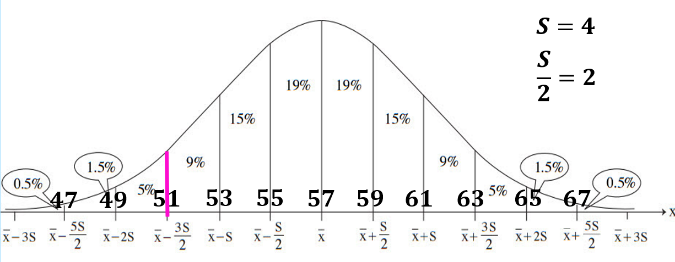 S = 4
S/2 = 2
19% 19%
15% 15%
9% 9%
1.5% 1.5%
0.5% 0.5%
5% 5%
47 49 51 53 55 57 59 61 63 65 67
x
x̄−3S x̄−5S/2 x̄−2S x̄−3S/2 x̄−S x̄−S/2 x̄ x̄+S/2 x̄+S x̄+3S/2 x̄+2S x̄+5S/2 x̄+3S